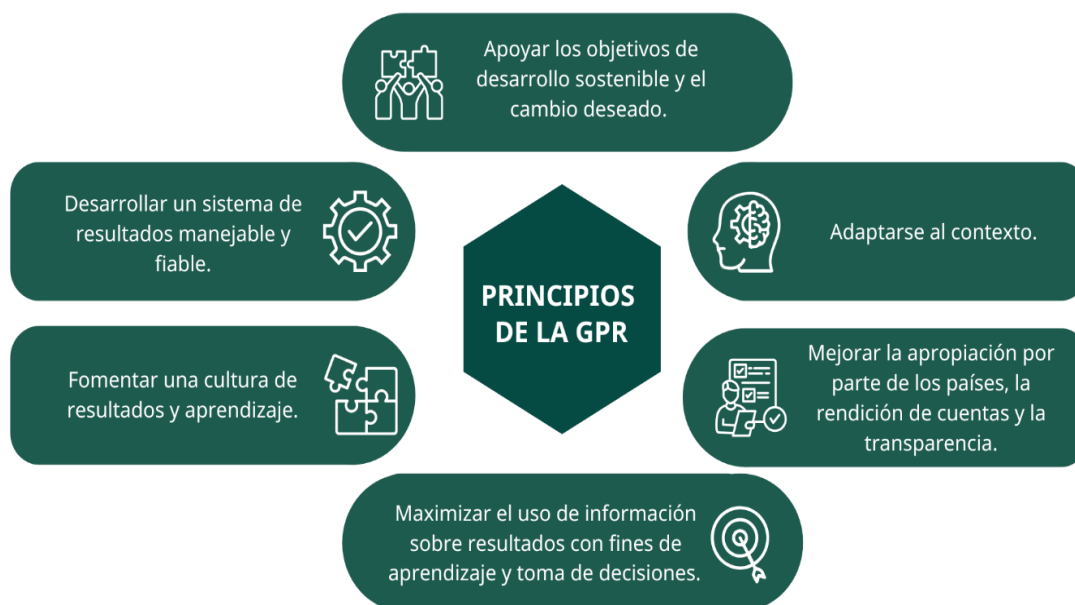 Apoyar los objetivos de
desarrollo sostenible y el
cambio deseado.
Desarrollar un sistema de
resultados manejable y
fiable.
Adaptarse al contexto.
PRINCIPIOS
DE LA GPR
Fomentar una cultura de
resultados y aprendizaje.
Mejorar la apropiación por
parte de los países, la
rendición de cuentas y la
transparencia.
Maximizar el uso de información
sobre resultados con fines de
aprendizaje y toma de decisiones.